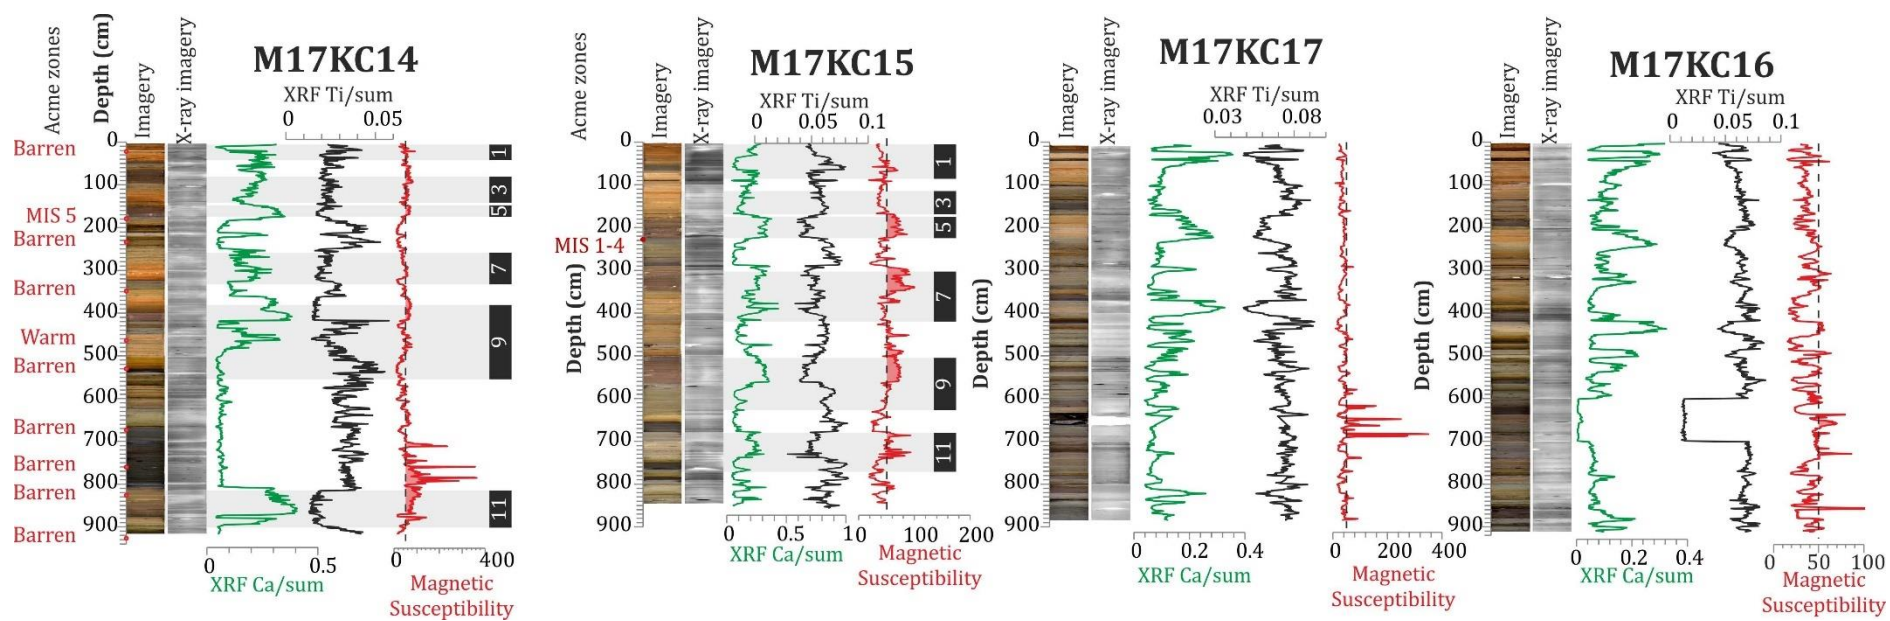 M17KC14
Acme zones
Depth (cm)
Imagery
X-ray imagery
XRF Ti/sum
0 0.05
0
100
200
300
400
500
600
700
800
900
Barren
MIS 5
Barren
Barren
Warm
Barren
Barren
Barren
Barren
Barren
1
3
5
7
9
11
0 0.5
XRF Ca/sum
0 400
Magnetic
Susceptibility
M17KC15
Acme zones
Imagery
X-ray imagery
XRF Ti/sum
0 0.05 0.1
Depth (cm)
0
100
200
300
400
500
600
700
800
900
MIS 1-4
1
3
5
7
9
11
0 0.5 10 100 200
XRF Ca/sum
Magnetic
Susceptibility
M17KC17
Imagery
X-ray imagery
XRF Ti/sum
0.03 0.08
Depth (cm)
0
100
200
300
400
500
600
700
800
900
0 0.2 0.4
XRF Ca/sum
0 200 400
Magnetic
Susceptibility
M17KC16
Imagery
X-ray imagery
XRF Ti/sum
0 0.05 0.1
Depth (cm)
0
100
200
300
400
500
600
700
800
900
0 0.2 0.4
XRF Ca/sum
0 50 100
Magnetic
Susceptibility